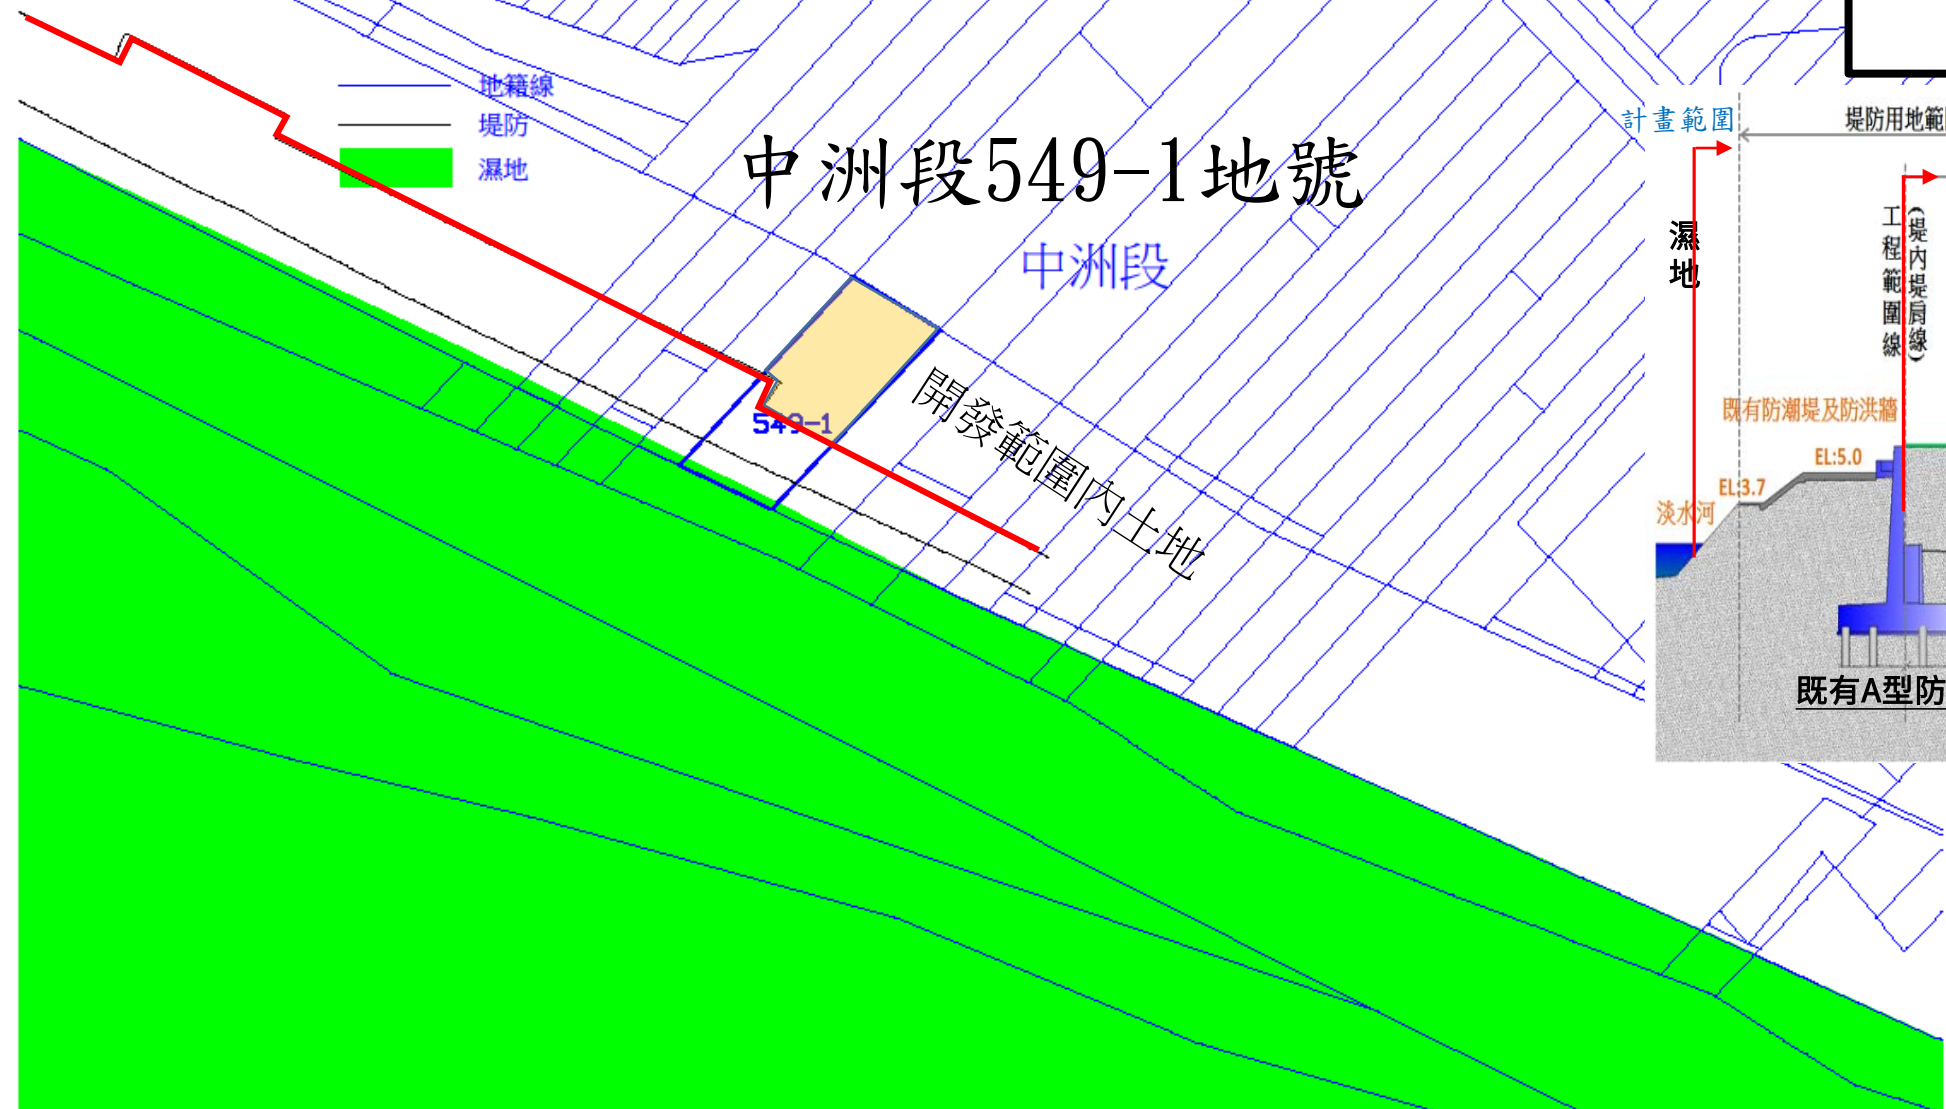 地籍線
堤防
濕地
中洲段549-1地號
中洲段
549-1
開發範圍內土地
計畫範圍
堤防用地範
濕地
工程範圍線
(堤內堤肩線)
既有防潮堤及防洪牆
EL:5.0
EL:3.7
淡水河
既有A型防